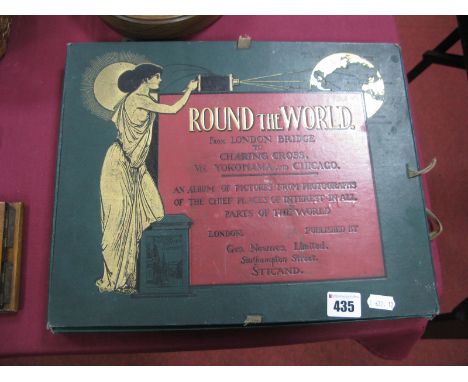 ROUND THE WORLD.
FROM LONDON BRIDGE
TO
CHARING CROSS,
VIA YOKOHAMA AND CHICAGO.
AN ALBUM OF PICTURES FROM PHOTOGRAPHS
OF THE CHIEF PLACES OF INTEREST IN ALL
PARTS OF THE WORLD
LONDON: PUBLISHED BY
GEO. NEWNES, LIMITED.
Southampton Street,
STRAND.
435